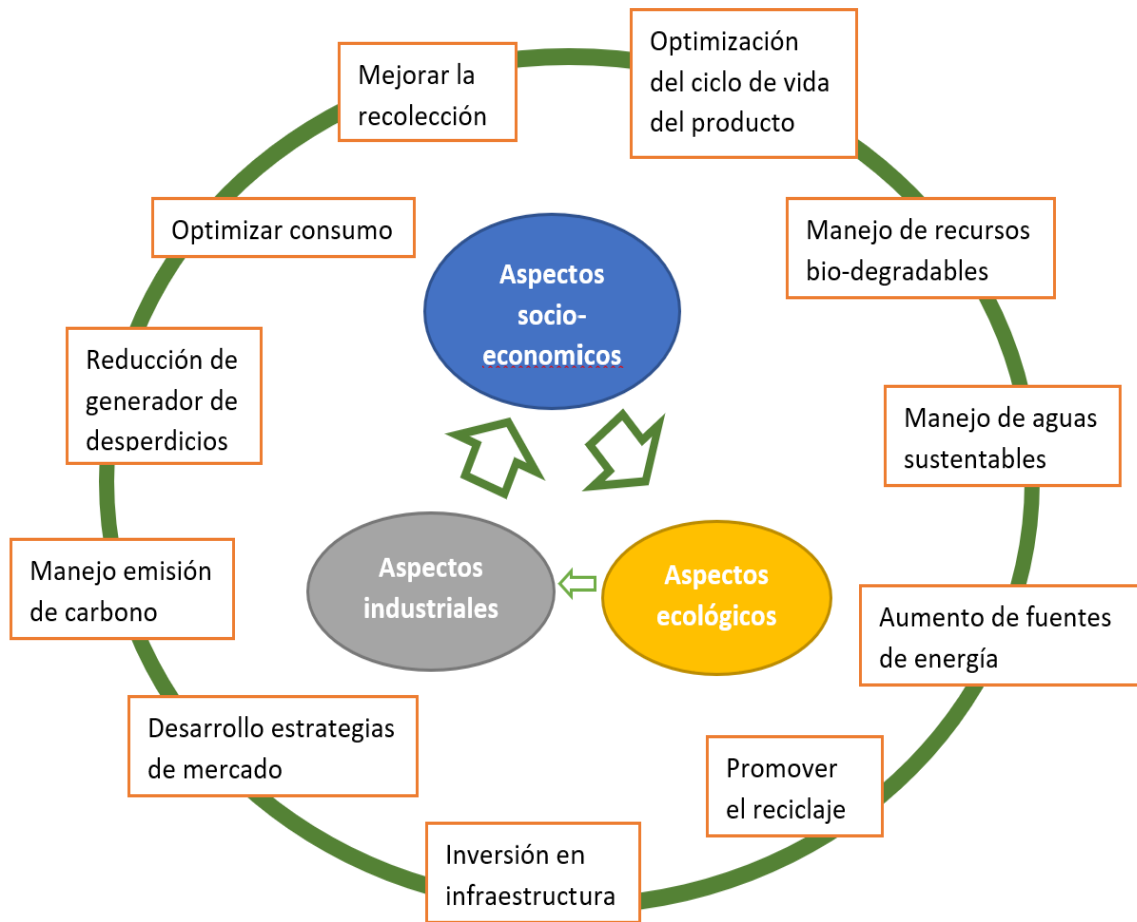 Optimización
del ciclo de vida
del producto
Mejorar la
recolección
Optimizar consumo
Manejo de recursos
bio-degradables
Aspectos
socio-
economicos
Reducción de
generador de
desperdicios
Manejo de aguas
sustentables
Manejo emisión
de carbono
Aspectos
industriales
Aspectos
ecológicos
Aumento de fuentes
de energía
Desarrollo estrategias
de mercado
Promover
el reciclaje
Inversión en
infraestructura